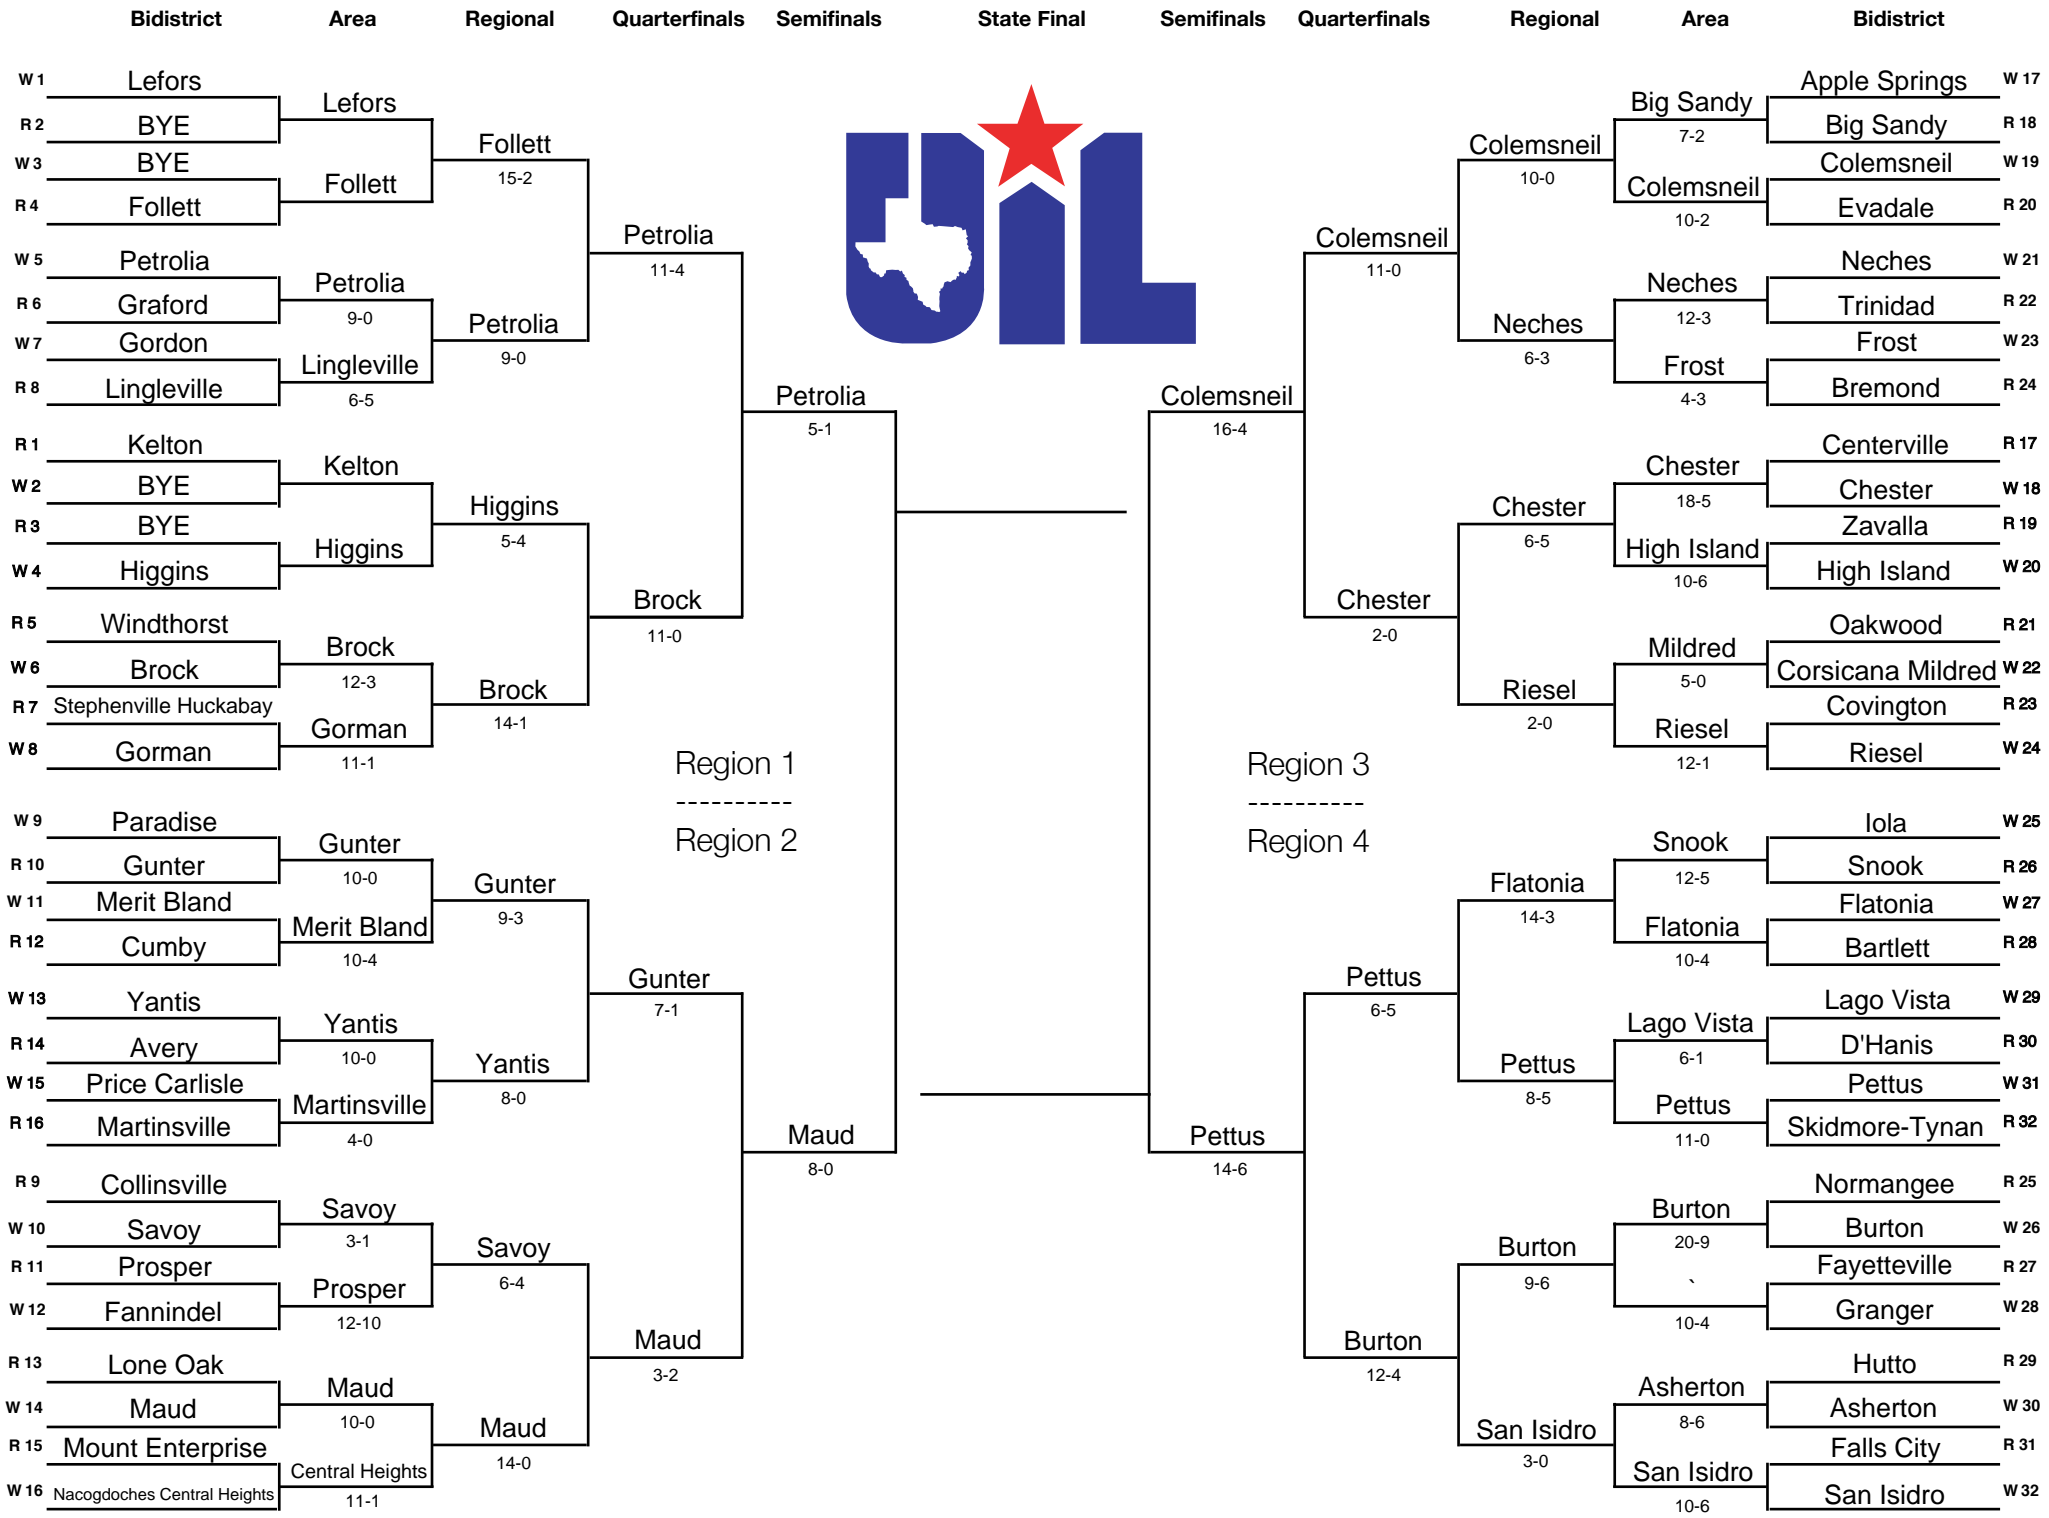 Bidistrict Area Regional Quarterfinals Semifinals State Final Semifinals Quarterfinals Regional Area Bidistrict
W 1 Lefors
R 2 BYE
W 3 BYE
R 4 Follett
W 5 Petrolia
R 6 Graford
W 7 Gordon
R 8 Lingleville
R 1 Kelton
W 2 BYE
R 3 BYE
W 4 Higgins
R 5 Windthorst
W 6 Brock
R 7 Stephenville Huckabay
W 8 Gorman
W 9 Paradise
R 10 Gunter
W 11 Merit Bland
R 12 Cumby
W 13 Yantis
R 14 Avery
W 15 Price Carlisle
R 16 Martinsville
R 9 Collinsville
W 10 Savoy
R 11 Prosper
W 12 Fannindel
R 13 Lone Oak
W 14 Maud
R 15 Mount Enterprise
W 16 Nacogdoches Central Heights
Lefors
Follett
Petrolia
9-0
Lingleville
6-5
Kelton
Higgins
Brock
12-3
Gorman
11-1
Gunter
10-0
Merit Bland
10-4
Yantis
10-0
Martinsville
4-0
Savoy
3-1
Prosper
12-10
Maud
10-0
Central Heights
11-1
Follett
15-2
Petrolia
9-0
Higgins
5-4
Brock
14-1
Gunter
9-3
Yantis
8-0
Savoy
6-4
Maud
14-0
Petrolia
11-4
Brock
11-0
Region 1
----------
Region 2
Gunter
7-1
Maud
3-2
Petrolia
5-1
Maud
8-0
UIL
Colemsneil
16-4
Pettus
14-6
Colemsneil
11-0
Chester
2-0
Region 3
----------
Region 4
Pettus
6-5
Burton
12-4
Colemsneil
10-0
Neches
6-3
Chester
6-5
Riesel
2-0
Flatonia
14-3
Pettus
8-5
Burton
9-6
San Isidro
3-0
Big Sandy
7-2
Colemsneil
10-2
Neches
12-3
Frost
4-3
Chester
18-5
High Island
10-6
Mildred
5-0
Riesel
12-1
Snook
12-5
Flatonia
10-4
Lago Vista
6-1
Pettus
11-0
Burton
20-9
`
10-4
Asherton
8-6
San Isidro
10-6
Apple Springs W 17
Big Sandy R 18
Colemsneil W 19
Evadale R 20
Neches W 21
Trinidad R 22
Frost W 23
Bremond R 24
Centerville R 17
Chester W 18
Zavalla R 19
High Island W 20
Oakwood R 21
Corsicana Mildred W 22
Covington R 23
Riesel W 24
Iola W 25
Snook R 26
Flatonia W 27
Bartlett R 28
Lago Vista W 29
D'Hanis R 30
Pettus W 31
Skidmore-Tynan R 32
Normangee R 25
Burton W 26
Fayetteville R 27
Granger W 28
Hutto R 29
Asherton W 30
Falls City R 31
San Isidro W 32